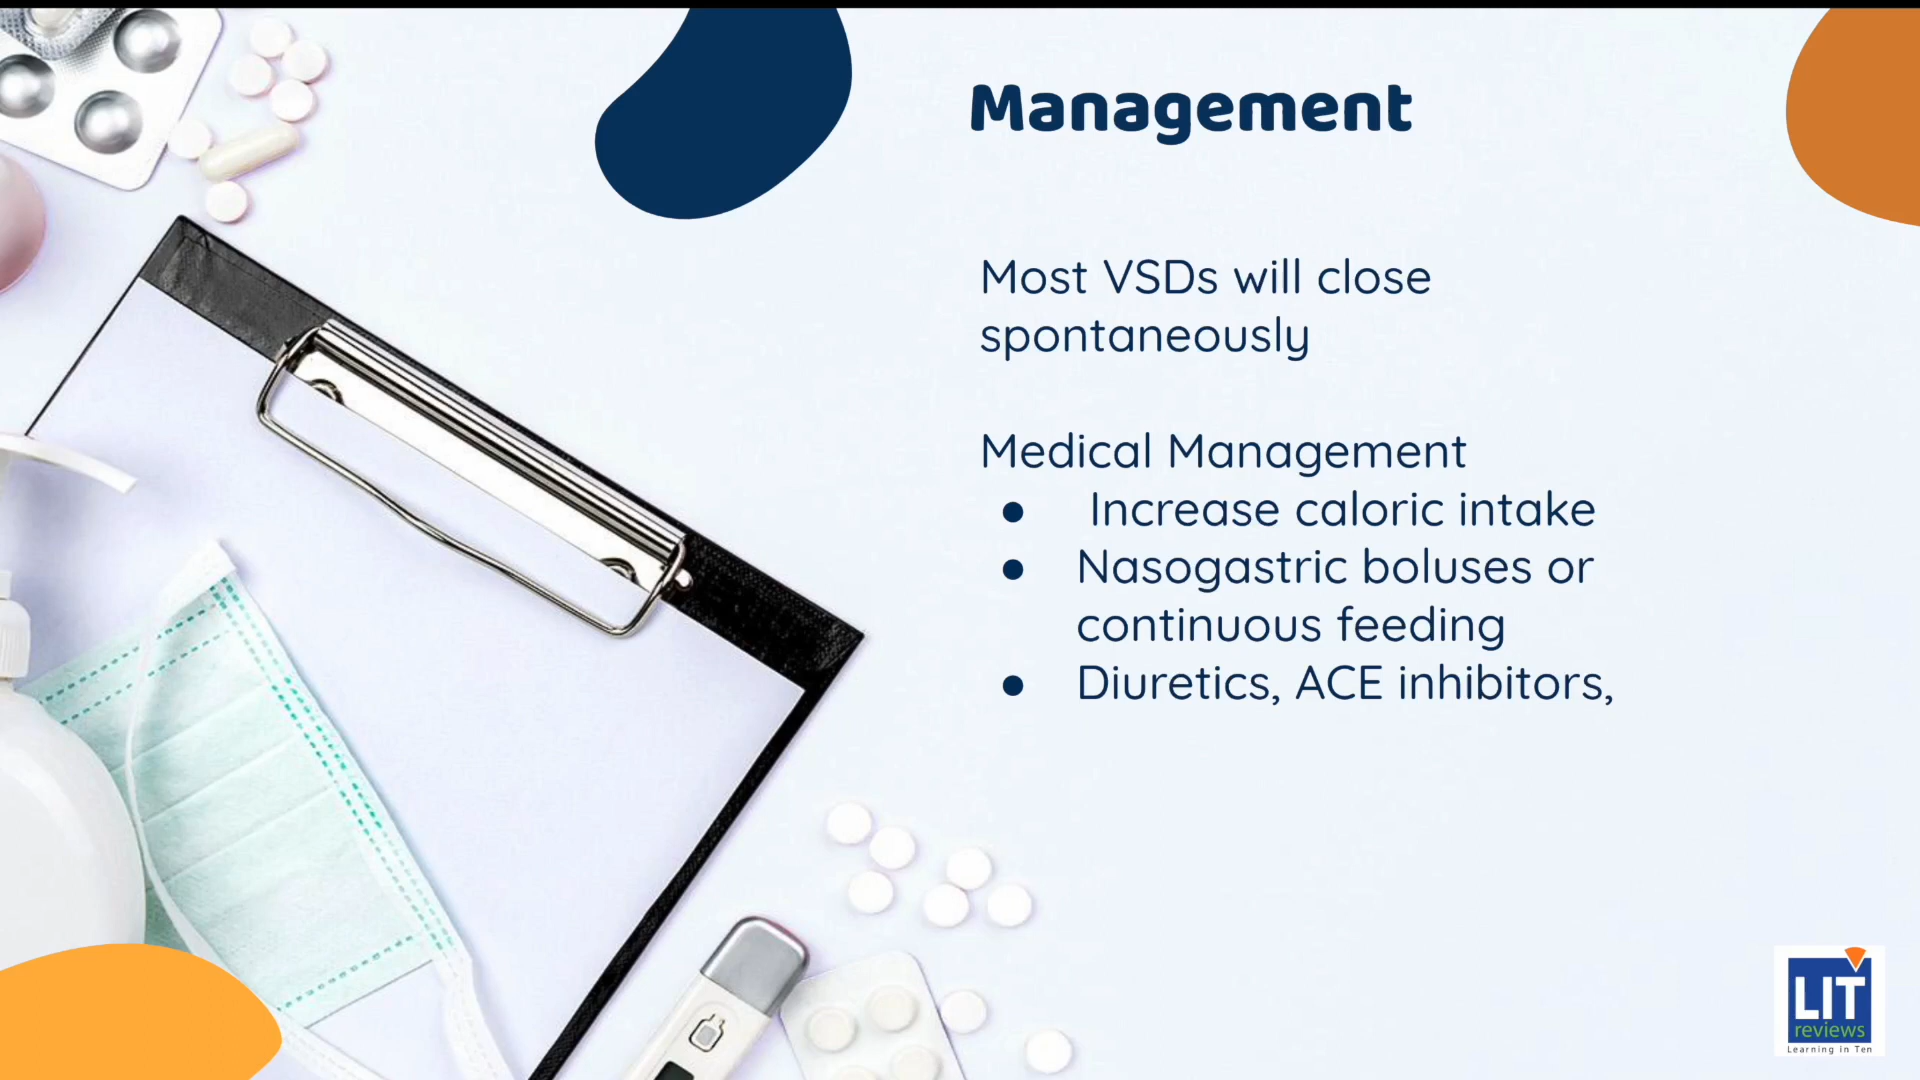 Management
Most VSDs will close
spontaneously
Medical Management
● Increase caloric intake
● Nasogastric boluses or
continuous feeding
● Diuretics, ACE inhibitors,
LIT
reviews
Learning in Ten